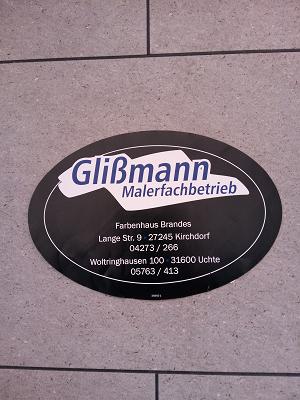 Glißmann
Malerfachbetrieb
Farbenhaus Brandes
Lange Str. 9 · 27245 Kirchdorf
04273 / 266
Woltringhausen 100 · 31600 Uchte
05763 / 413